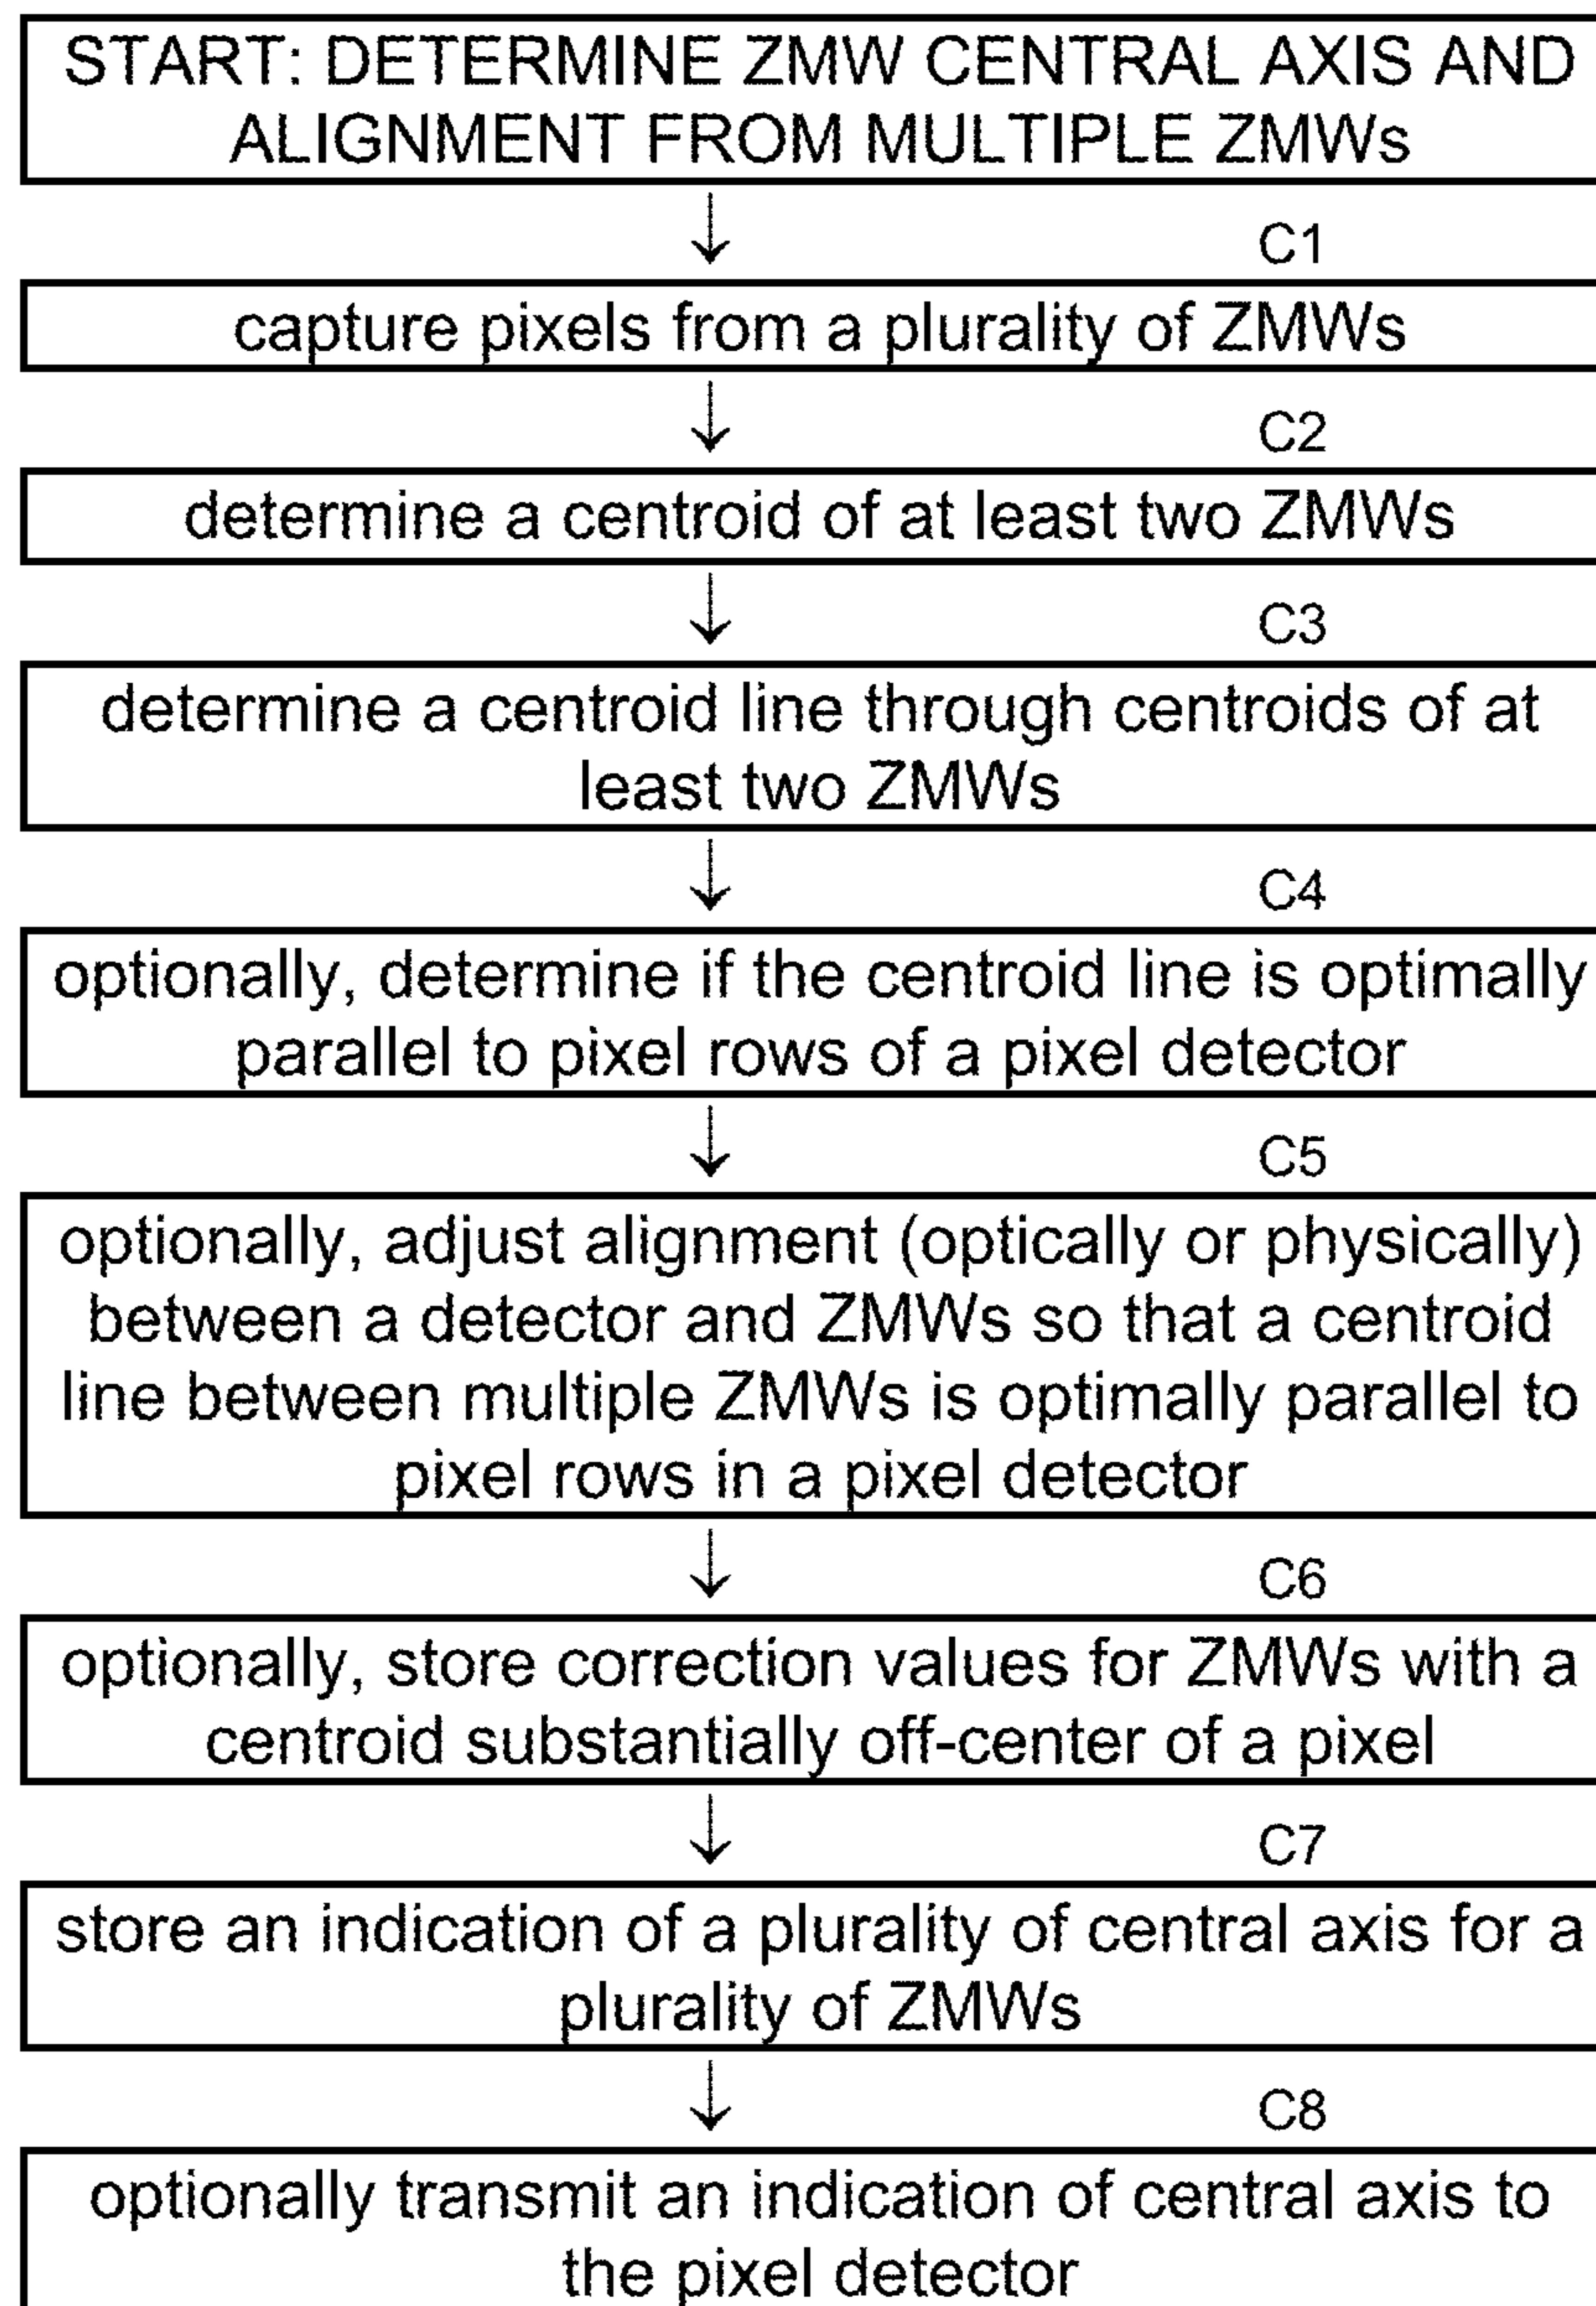 START: DETERMINE ZMW CENTRAL AXIS AND
ALIGNMENT FROM MULTIPLE ZMWs
C1
capture pixels from a plurality of ZMWs
C2
determine a centroid of at least two ZMWs
C3
determine a centroid line through centroids of at
least two ZMWs
C4
optionally, determine if the centroid line is optimally
parallel to pixel rows of a pixel detector
C5
optionally, adjust alignment (optically or physically)
between a detector and ZMWs so that a centroid
line between multiple ZMWs is optimally parallel to
pixel rows in a pixel detector
C6
optionally, store correction values for ZMWs with a
centroid substantially off-center of a pixel
C7
store an indication of a plurality of central axis for a
plurality of ZMWs
C8
optionally transmit an indication of central axis to
the pixel detector